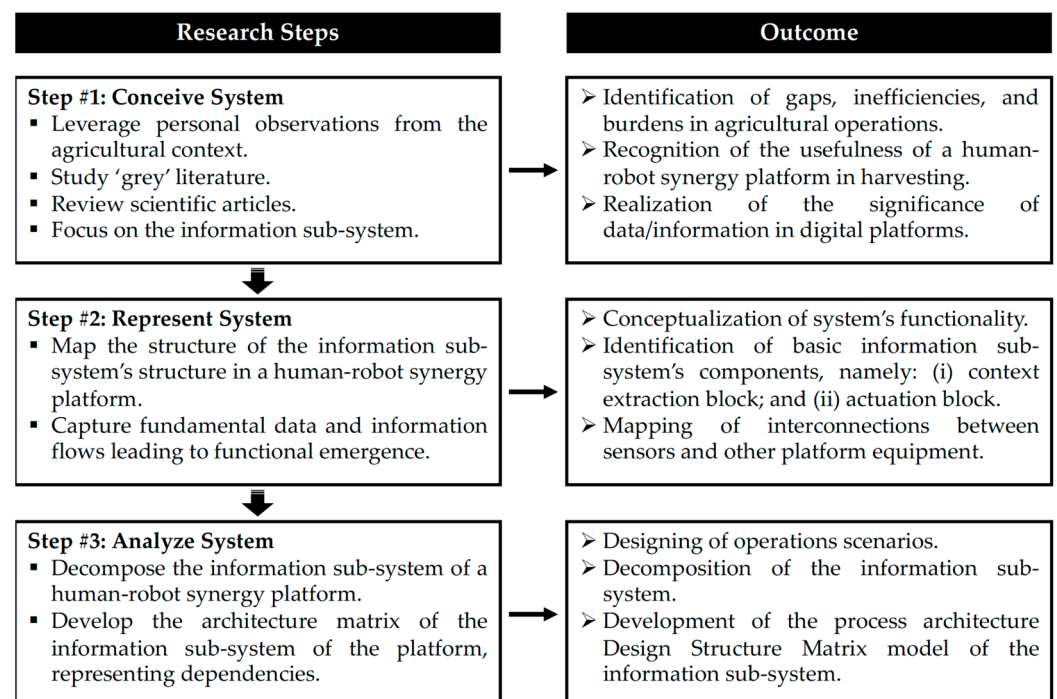 Research Steps
Outcome
Step #1: Conceive System
▪ Leverage personal observations from the
agricultural context.
▪ Study ‘grey’ literature.
▪ Review scientific articles.
▪ Focus on the information sub-system.
➢ Identification of gaps, inefficiencies, and
burdens in agricultural operations.
➢ Recognition of the usefulness of a human-
robot synergy platform in harvesting.
➢ Realization of the significance of
data/information in digital platforms.
Step #2: Represent System
▪ Map the structure of the information sub-
system’s structure in a human-robot synergy
platform.
▪ Capture fundamental data and information
flows leading to functional emergence.
➢ Conceptualization of system’s functionality.
➢ Identification of basic information sub-
system’s components, namely: (i) context
extraction block; and (ii) actuation block.
➢ Mapping of interconnections between
sensors and other platform equipment.
Step #3: Analyze System
▪ Decompose the information sub-system of a
human-robot synergy platform.
▪ Develop the architecture matrix of the
information sub-system of the platform,
representing dependencies.
➢ Designing of operations scenarios.
➢ Decomposition of the information sub-
system.
➢ Development of the process architecture
Design Structure Matrix model of the
information sub-system.